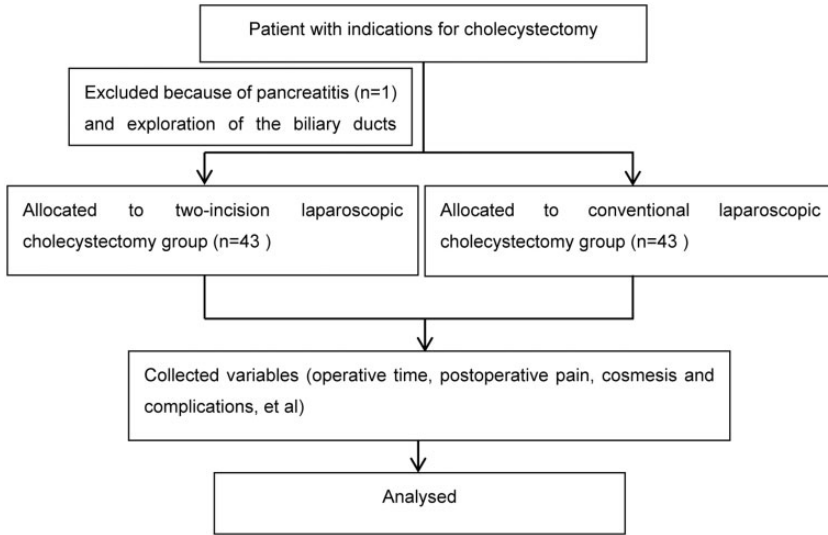 Patient with indications for cholecystectomy
Excluded because of pancreatitis (n=1)
and exploration of the biliary ducts
Allocated to two-incision laparoscopic
cholecystectomy group (n=43 )
Allocated to conventional laparoscopic
cholecystectomy group (n=43 )
Collected variables (operative time, postoperative pain, cosmesis and
complications, et al)
Analysed